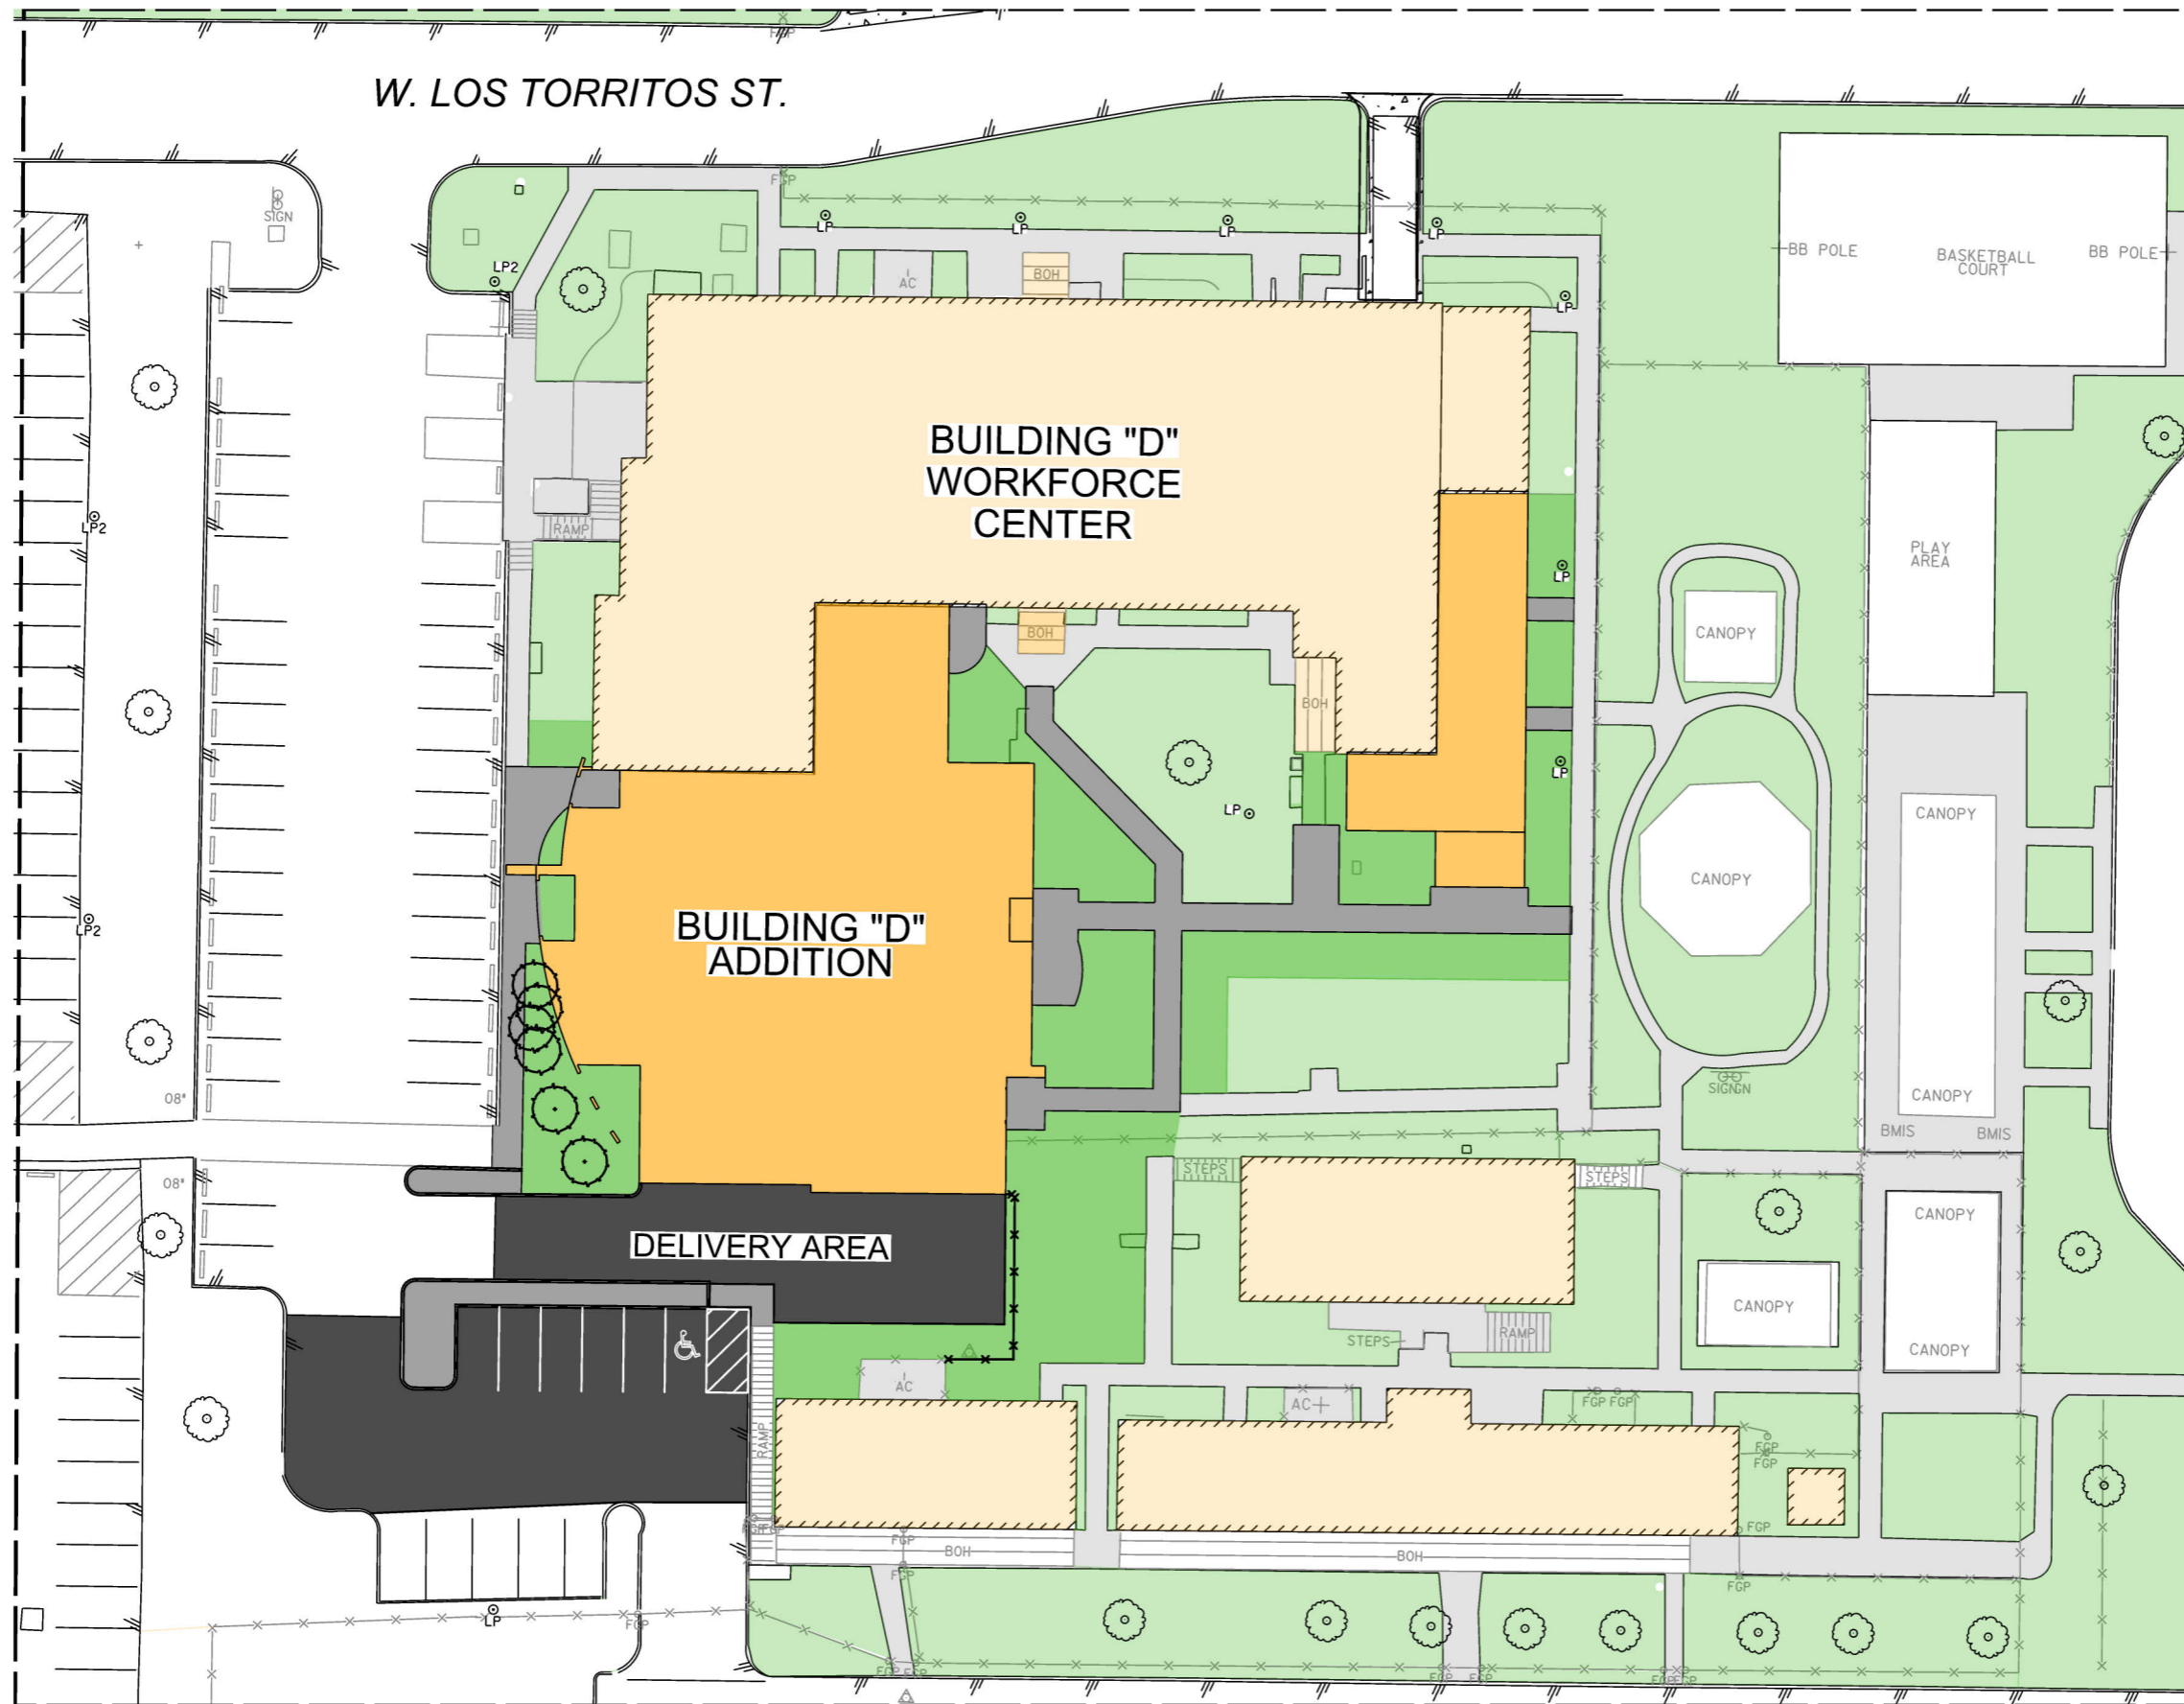 FGP
W. LOS TORRITOS ST.
FGP
SIGN
LP
LP
LP
LP
BB POLE
BASKETBALL
COURT
BB POLE
LP2
AC
BOH
LP
BUILDING "D"
WORKFORCE
CENTER
LP2
RAMP
PLAY
AREA
LP
BOH
CANOPY
BOH
LP
LP
CANOPY
CANOPY
LP2
BUILDING "D"
ADDITION
CANOPY
08"
BMIS
BMIS
STEPS
STEPS
08"
DELIVERY AREA
CANOPY
CANOPY
STEPS
RAMP
CANOPY
AC
AC
FGP FGP
RAMP
FGP
FGP
FGP
FGP
BOH
BOH
FGP
FGP
LP
FGP